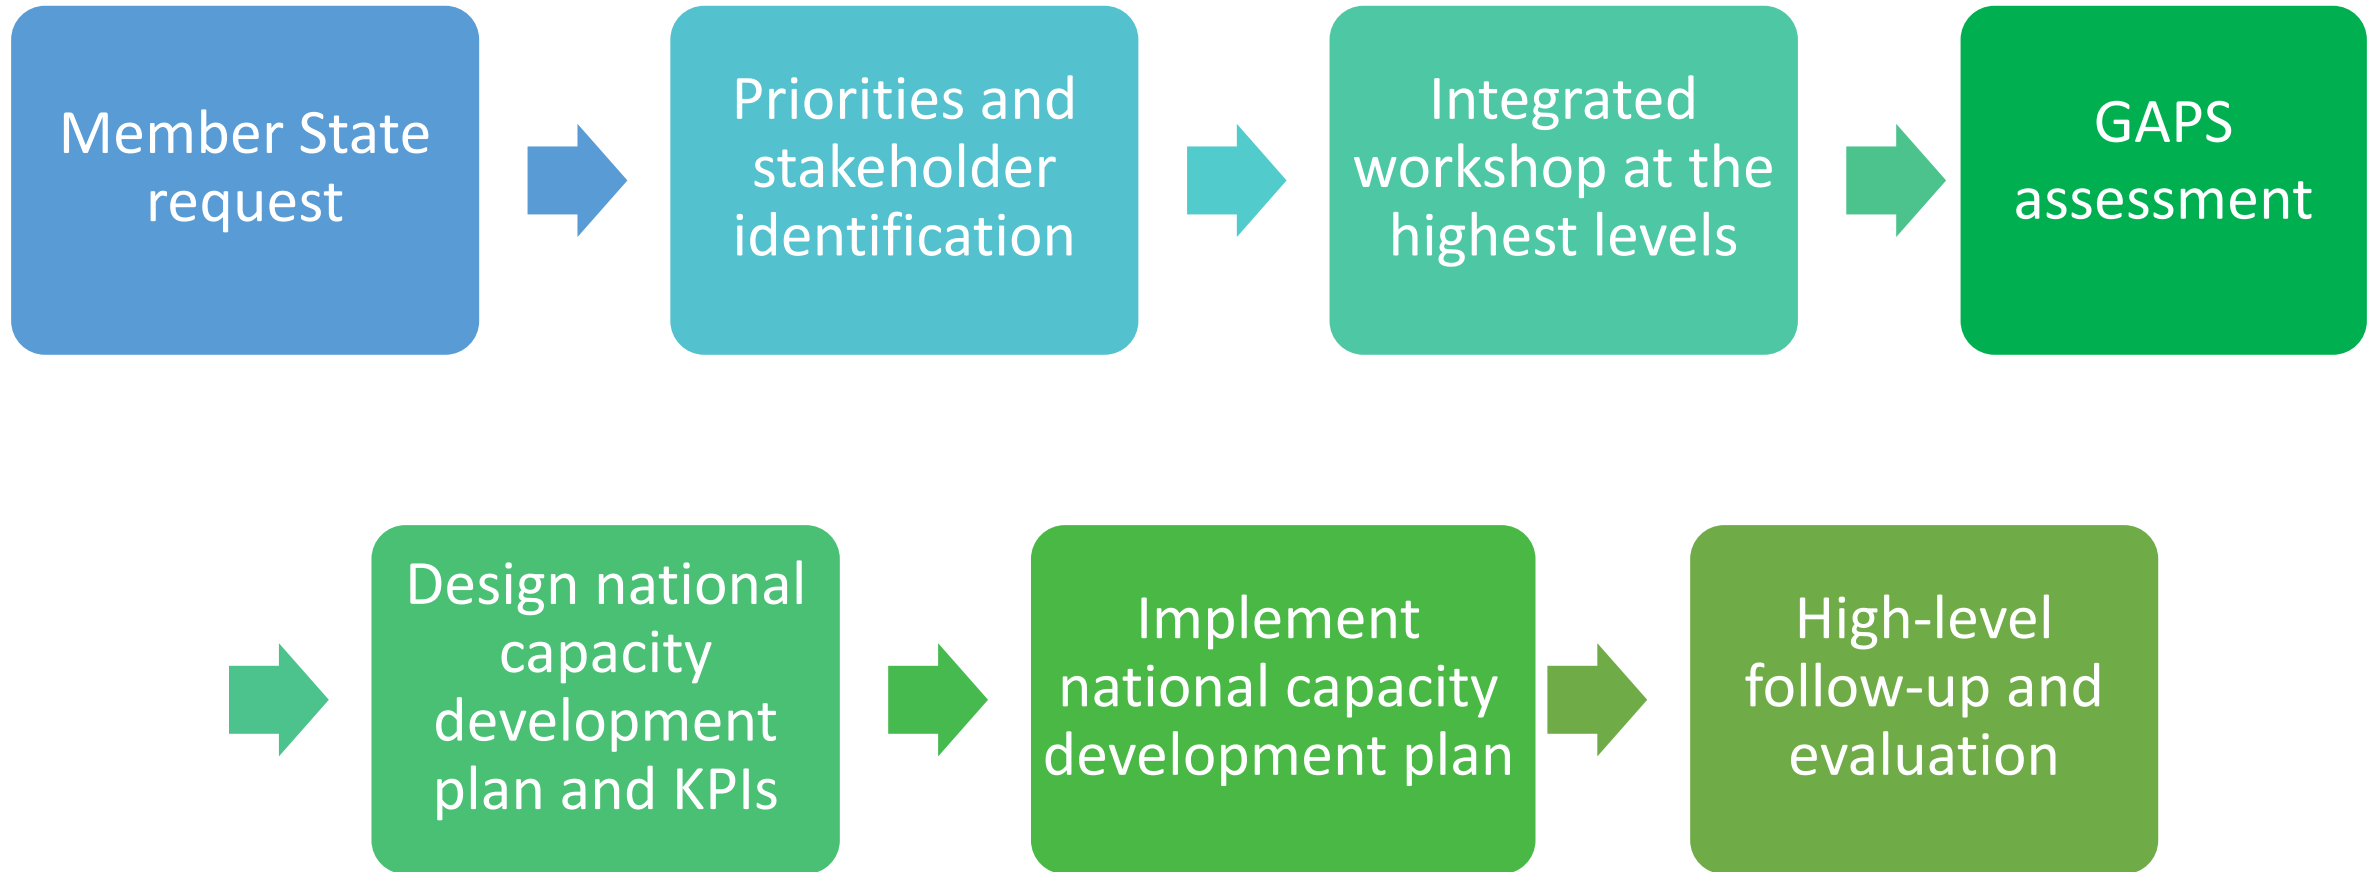 Member State
request
Priorities and
stakeholder
identification
Integrated
workshop at the
highest levels
GAPS
assessment
Design national
capacity
development
plan and KPIs
Implement
national capacity
development plan
High-level
follow-up and
evaluation